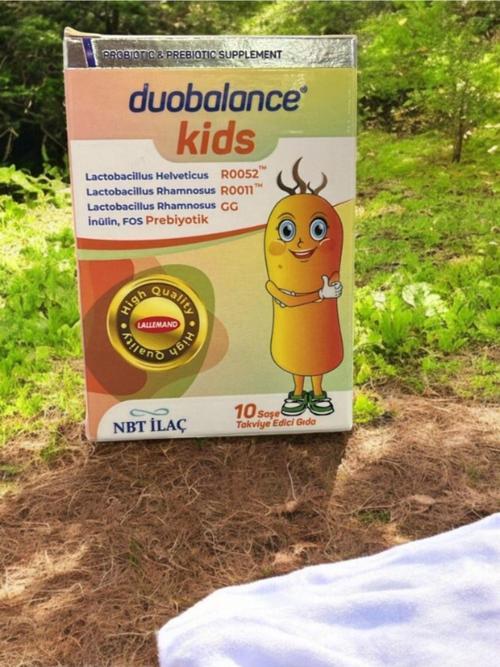 PROBIOTIC & PREBIOTIC SUPPLEMENT
duobalance®
kids
Lactobacillus Helveticus R0052™
Lactobacillus Rhamnosus R0011™
Lactobacillus Rhamnosus GG
İnülin, FOS Prebiyotik
High Quality
LALLEMAND
High Quality
NBT İLAÇ
10 Saşe
Takviye Edici Gıda